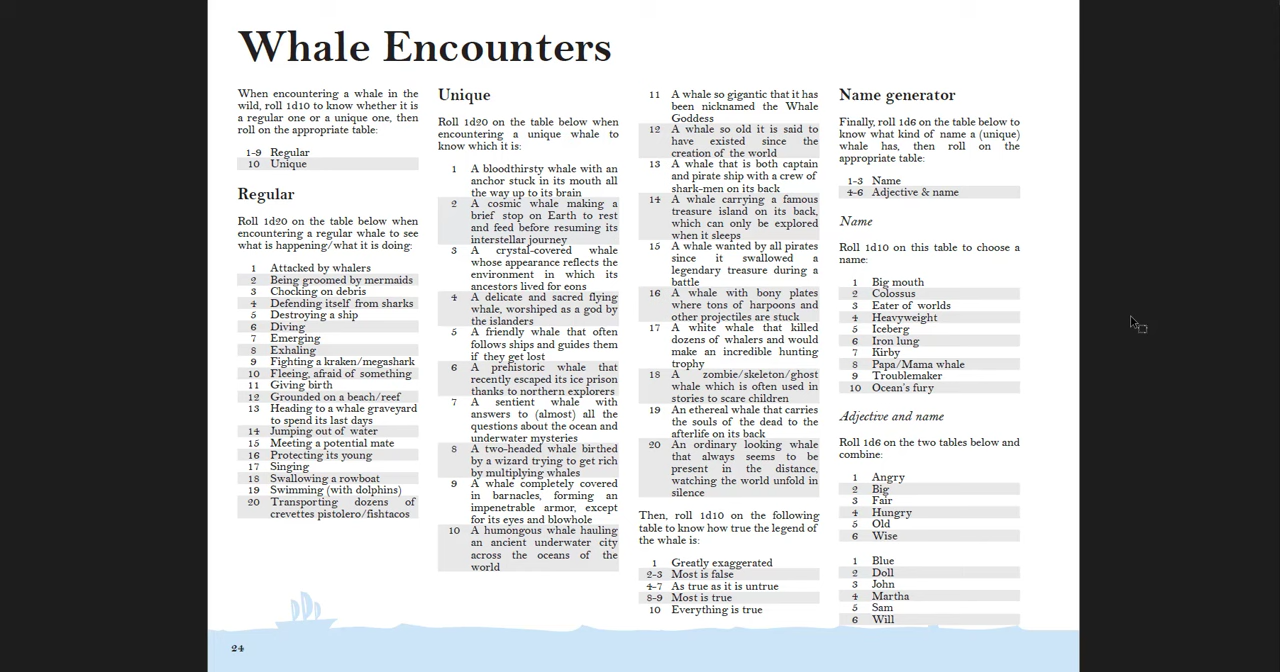 Whale Encounters
When encountering a whale in the
wild, roll 1d10 to know whether it is
a regular one or a unique one, then
roll on the appropriate table:
1-9 Regular
10 Unique
Regular
Roll 1d20 on the table below when
encountering a regular whale to see
what is happening/what it is doing:
1 Attacked by whalers
2 Being groomed by mermaids
3 Chocking on debris
4 Defending itself from sharks
5 Destroying a ship
6 Diving
7 Emerging
8 Exhaling
9 Fighting a kraken/megashark
10 Fleeing, afraid of something
11 Giving birth
12 Grounded on a beach/reef
13 Heading to a whale graveyard
to spend its last days
14 Jumping out of water
15 Meeting a potential mate
16 Protecting its young
17 Singing
18 Swallowing a rowboat
19 Swimming (with dolphins)
20 Transporting dozens of
crevettes pistolero/fishtacos
Unique
Roll 1d20 on the table below when
encountering a unique whale to
know which it is:
1 A bloodthirsty whale with an
anchor stuck in its mouth all
the way up to its brain
2 A cosmic whale making a
brief stop on Earth to rest
and feed before resuming its
interstellar journey
3 A crystal-covered whale
whose appearance reflects the
environment in which its
ancestors lived for eons
4 A delicate and sacred flying
whale, worshiped as a god by
the islanders
5 A friendly whale that often
follows ships and guides them
if they get lost
6 A prehistoric whale that
recently escaped its ice prison
thanks to northern explorers
7 A sentient whale with
answers to (almost) all the
questions about the ocean and
underwater mysteries
8 A two-headed whale birthed
by a wizard trying to get rich
by multiplying whales
9 A whale completely covered
in barnacles, forming an
impenetrable armor, except
for its eyes and blowhole
10 A humongous whale hauling
an ancient underwater city
across the oceans of the
world
11 A whale so gigantic that it has
been nicknamed the Whale
Goddess
12 A whale so old it is said to
have existed since the
creation of the world
13 A whale that is both captain
and pirate ship with a crew of
shark-men on its back
14 A whale carrying a famous
treasure island on its back,
which can only be explored
when it sleeps
15 A whale wanted by all pirates
since it swallowed a
legendary treasure during a
battle
16 A whale with bony plates
where tons of harpoons and
other projectiles are stuck
17 A white whale that killed
dozens of whalers and would
make an incredible hunting
trophy
18 A zombie/skeleton/ghost
whale which is often used in
stories to scare children
19 An ethereal whale that carries
the souls of the dead to the
afterlife on its back
20 An ordinary looking whale
that always seems to be
present in the distance,
watching the world unfold in
silence
Then, roll 1d10 on the following
table to know how true the legend of
the whale is:
1 Greatly exaggerated
2-3 Most is false
4-7 As true as it is untrue
8-9 Most is true
10 Everything is true
Name generator
Finally, roll 1d6 on the table below to
know what kind of name a (unique)
whale has, then roll on the
appropriate table:
1-3 Name
4-6 Adjective & name
Name
Roll 1d10 on this table to choose a
name:
1 Big mouth
2 Colossus
3 Eater of worlds
4 Heavyweight
5 Iceberg
6 Iron lung
7 Kirby
8 Papa/Mama whale
9 Troublemaker
10 Ocean's fury
Adjective and name
Roll 1d6 on the two tables below and
combine:
1 Angry
2 Big
3 Fair
4 Hungry
5 Old
6 Wise
1 Blue
2 Doll
3 John
4 Martha
5 Sam
6 Will
24